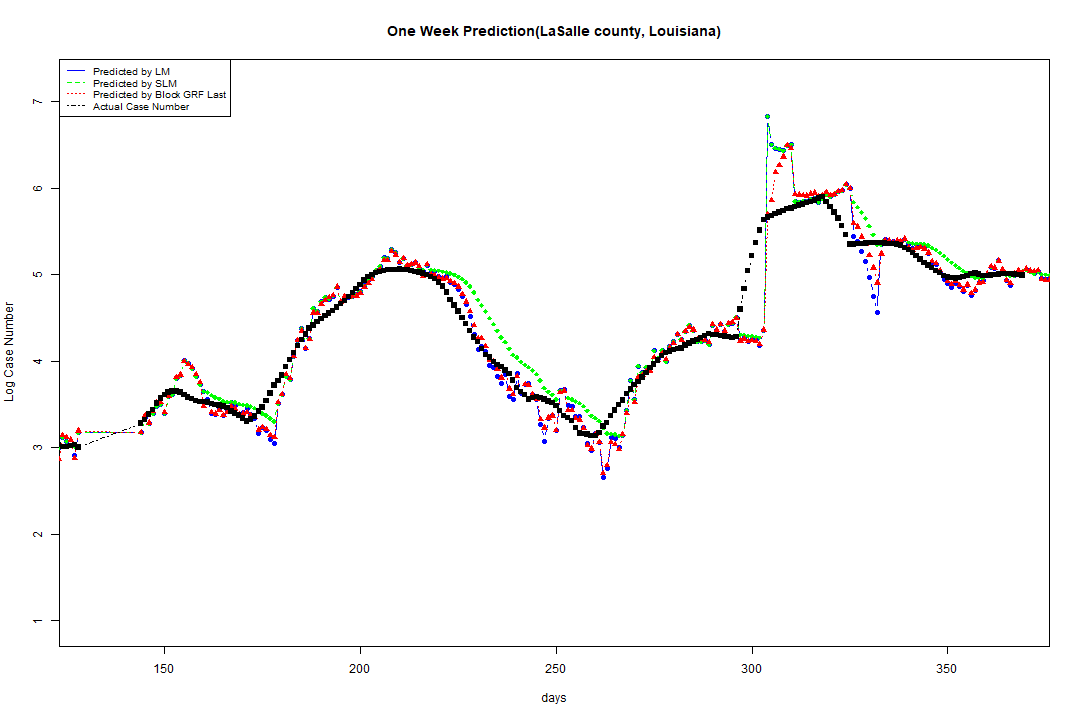 One Week Prediction(LaSalle county, Louisiana)
Predicted by LM
Predicted by SLM
Predicted by Block GRF Last
Actual Case Number
7
6
5
4
3
2
1
Log Case Number
150 200 250 300 350
days